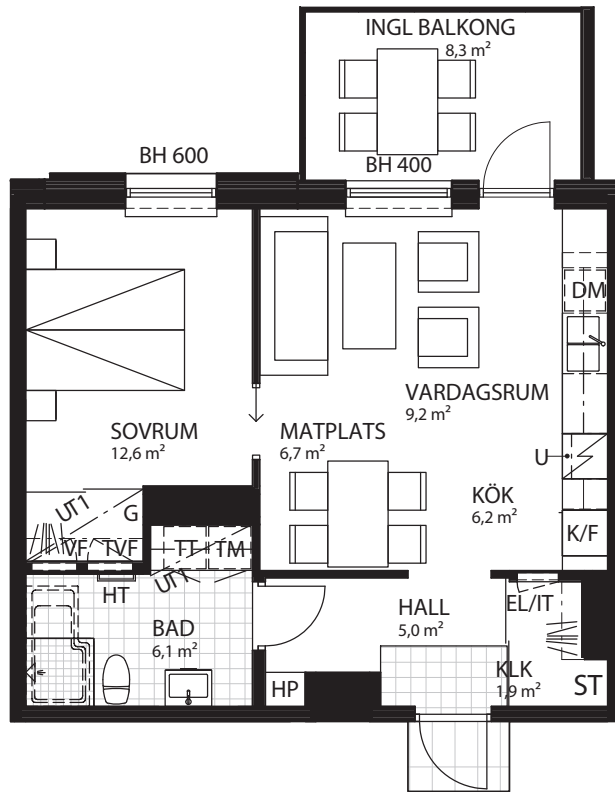 INGL BALKONG
8,3 m²
BH 600
BH 400
DM
VARDAGSRUM
9,2 m²
SOVRUM
12,6 m²
MATPLATS
6,7 m²
U
KÖK
6,2 m²
UT1
G
K/F
VF
TVF
TT
TM
UT1
HT
EL/IT
HALL
5,0 m²
BAD
6,1 m²
KLK
1,9 m²
ST
HP